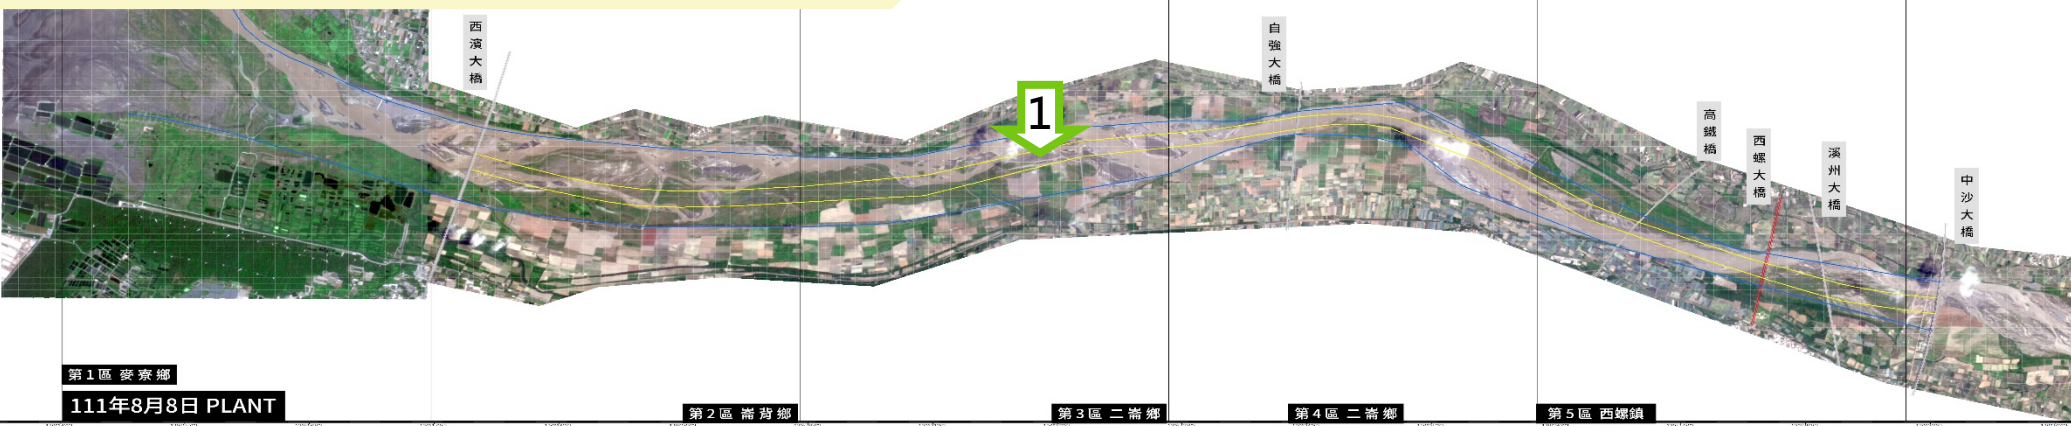 西濱大橋
1
自強大橋
高鐵橋
西螺大橋
溪州大橋
中沙大橋
第1區 麥寮鄉
111年8月8日 PLANT
第2區 崙背鄉
第3區 二崙鄉
第4區 二崙鄉
第5區 西螺鎮